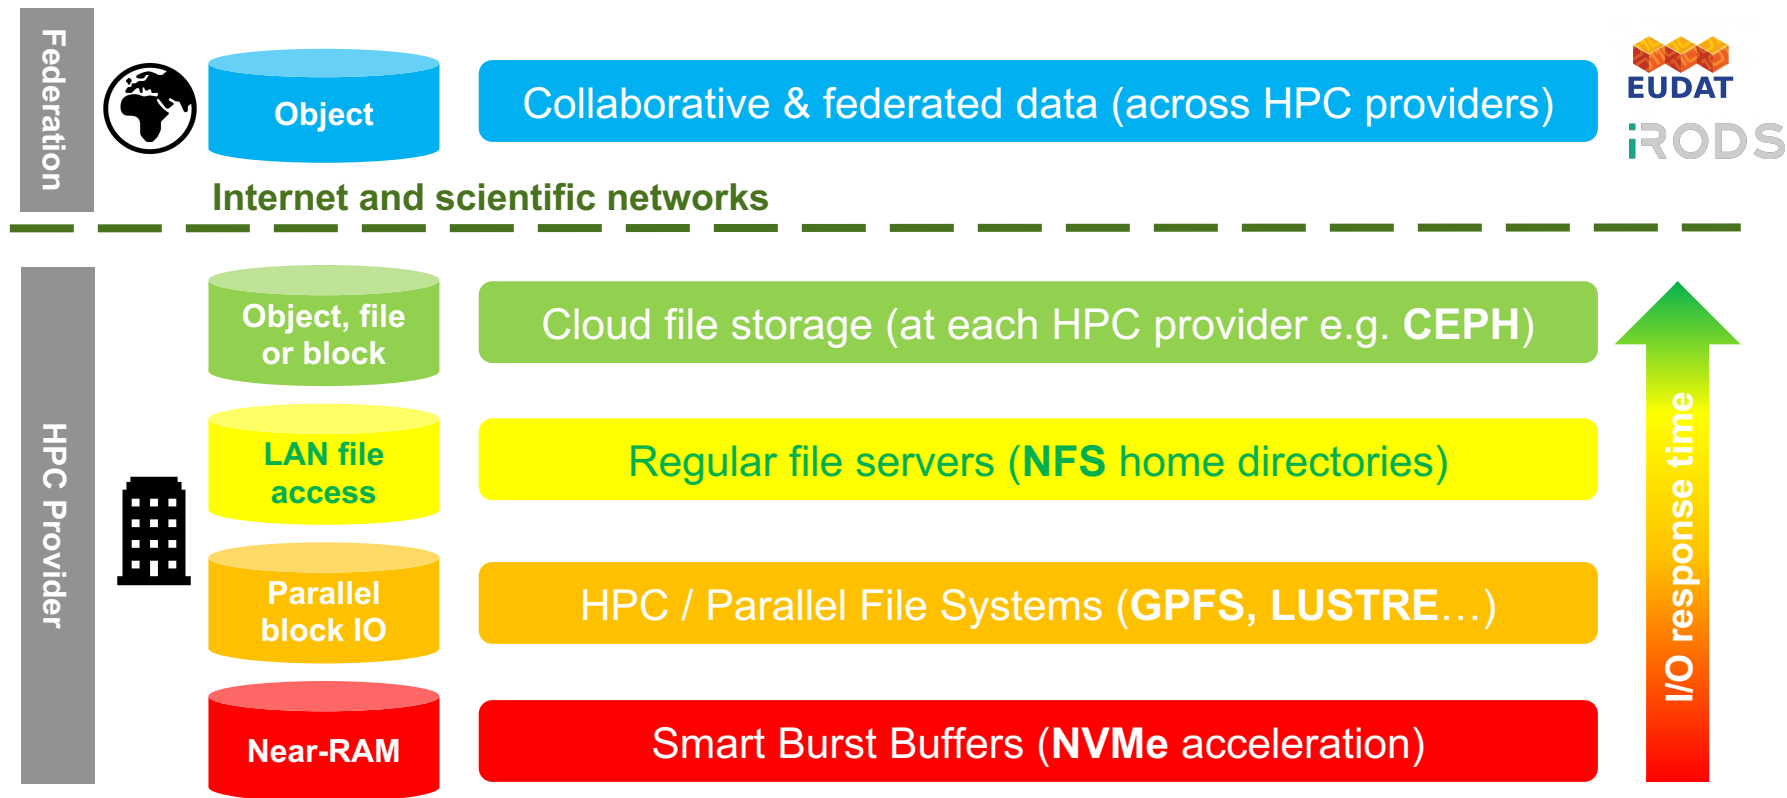 Federation
Object
Collaborative & federated data (across HPC providers)
EUDAT
iRODS
Internet and scientific networks
HPC Provider
Object, file
or block
Cloud file storage (at each HPC provider e.g. CEPH)
LAN file
access
Regular file servers (NFS home directories)
Parallel
block IO
HPC / Parallel File Systems (GPFS, LUSTRE…)
Near-RAM
Smart Burst Buffers (NVMe acceleration)
I/O response time